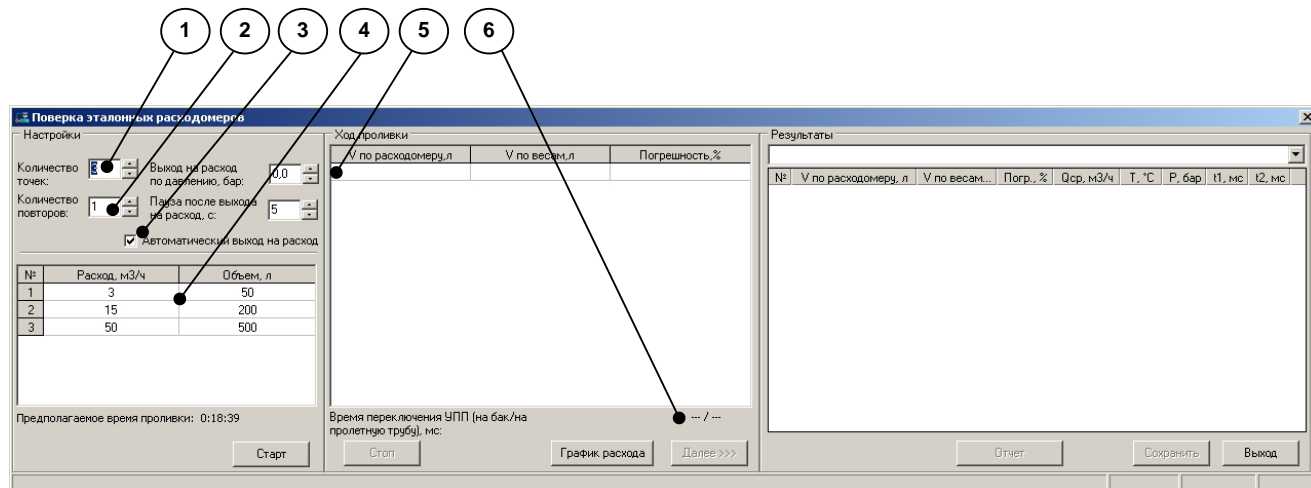 1 2 3 4 5 6
Поверка эталонных расходомеров
Настройки
Количество точек: 3
Выход на расход по давлению, бар: 0,0
Количество повторов: 1
Пауза после выхода на расход, с: 5
Автоматический выход на расход
№ Расход, м3/ч Объем, л
1 3 50
2 15 200
3 50 500
Предполагаемое время проливки: 0:18:39
Старт
Ход проливки
V по расходомеру,л V по весам,л Погрешность,%
Время переключения УПП (на бак/на
пролетную трубу), мс:
--- / ---
Стоп График расхода Далее >>>
Результаты
№ V по расходомеру, л V по весам... Погр., % Qср, м3/ч T, °C P, бар t1, мс t2, мс
Отчет Сохранить Выход